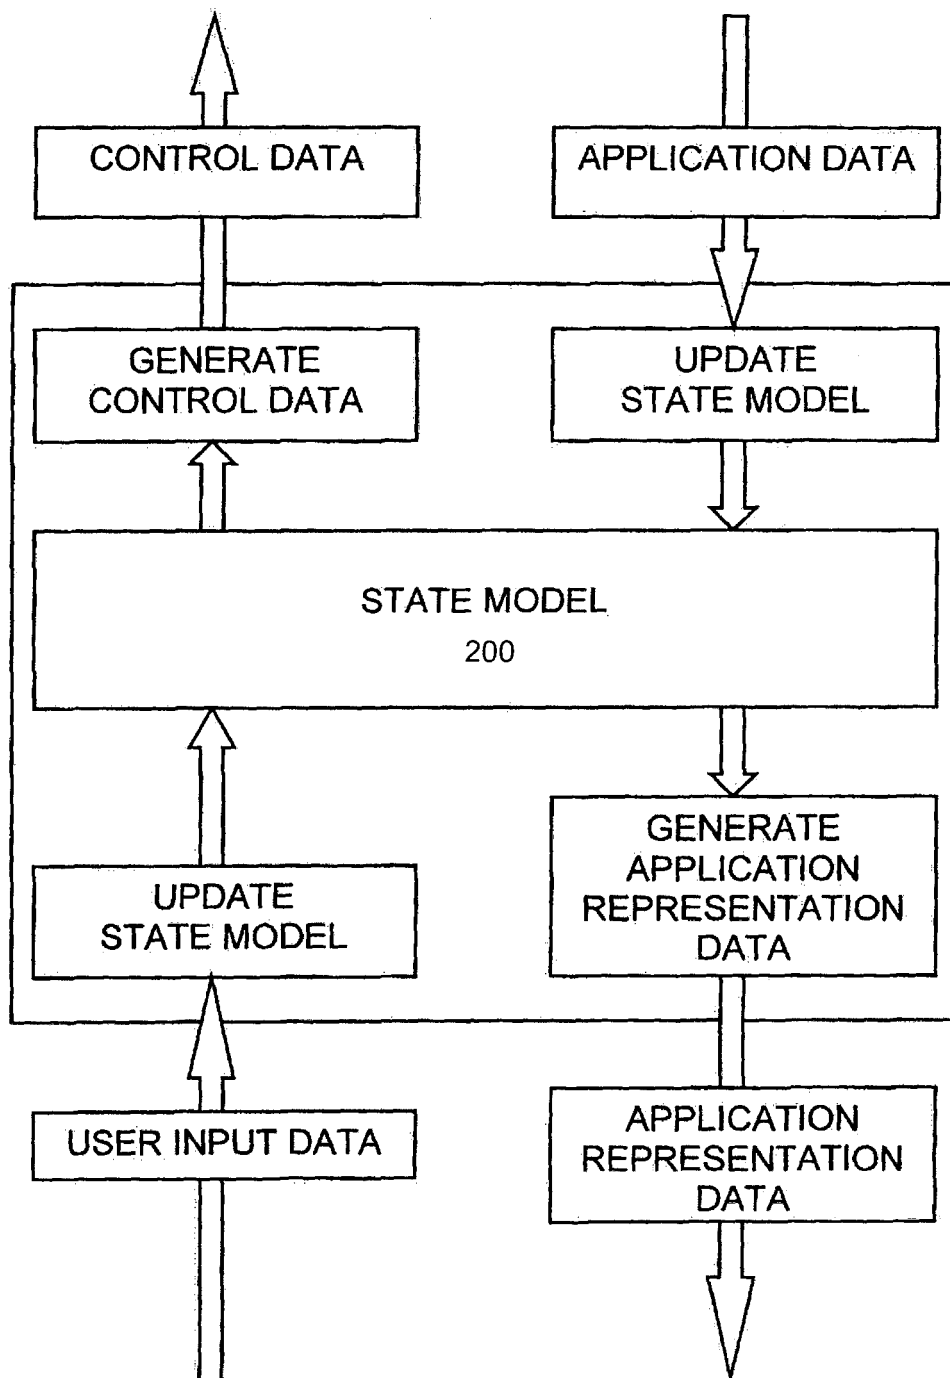 CONTROL DATA
APPLICATION DATA
GENERATE
CONTROL DATA
UPDATE
STATE MODEL
STATE MODEL
200
UPDATE
STATE MODEL
GENERATE
APPLICATION
REPRESENTATION
DATA
USER INPUT DATA
APPLICATION
REPRESENTATION
DATA